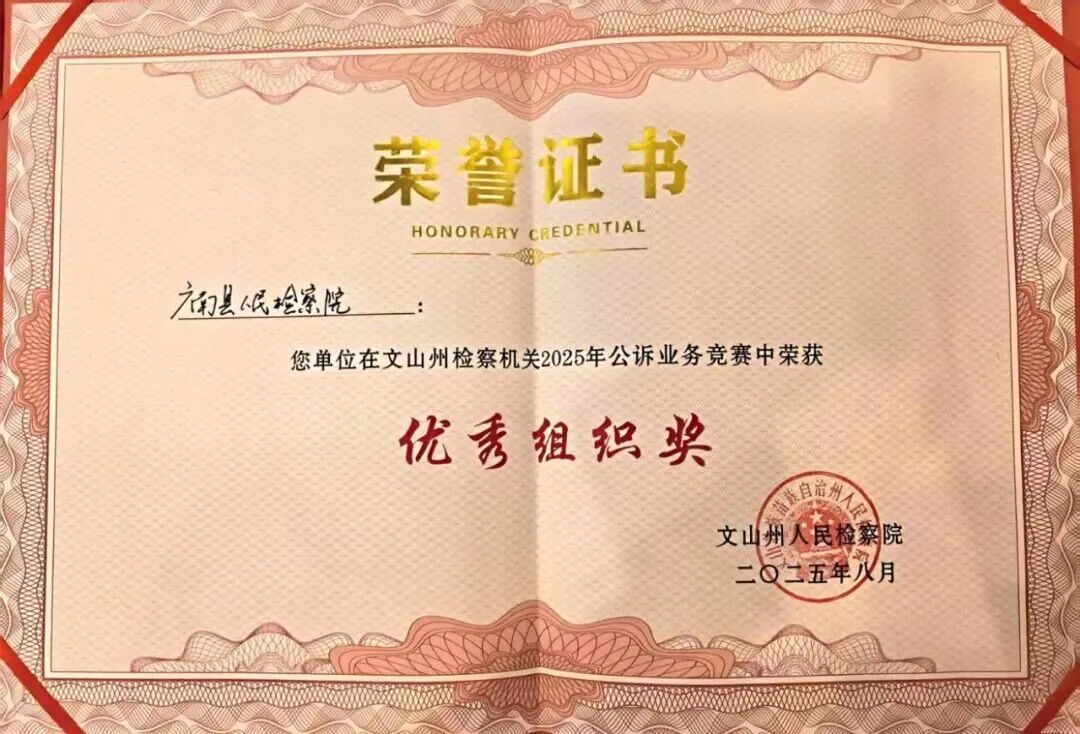 荣誉证书
HONORARY CREDENTIAL
广南县人民检察院：
您单位在文山州检察机关2025年公诉业务竞赛中荣获
优秀组织奖
文山州人民检察院
二〇二五年八月